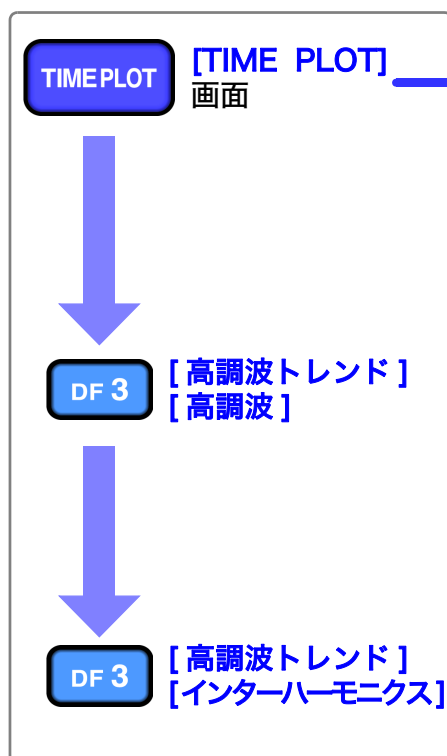 TIME PLOT
[TIME PLOT]
画面
DF 3
[ 高調波トレンド ]
[ 高調波 ]
DF 3
[ 高調波トレンド ]
[インターハーモニクス]